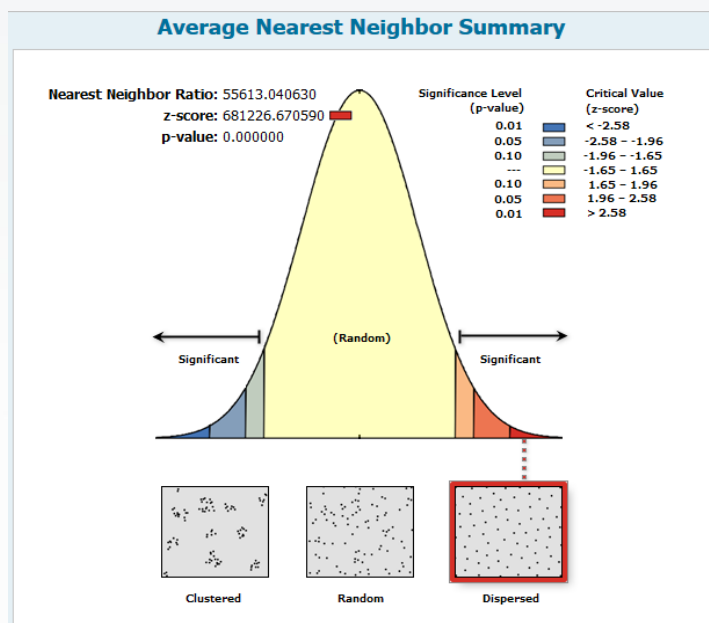 Average Nearest Neighbor Summary
Nearest Neighbor Ratio: 55613.040630
z-score: 681226.670590
p-value: 0.000000
Significance Level (p-value)
Critical Value (z-score)
0.01 < -2.58
0.05 -2.58 – -1.96
0.10 -1.96 – -1.65
--- -1.65 – 1.65
0.10 1.65 – 1.96
0.05 1.96 – 2.58
0.01 > 2.58
Significant
(Random)
Significant
Clustered
Random
Dispersed